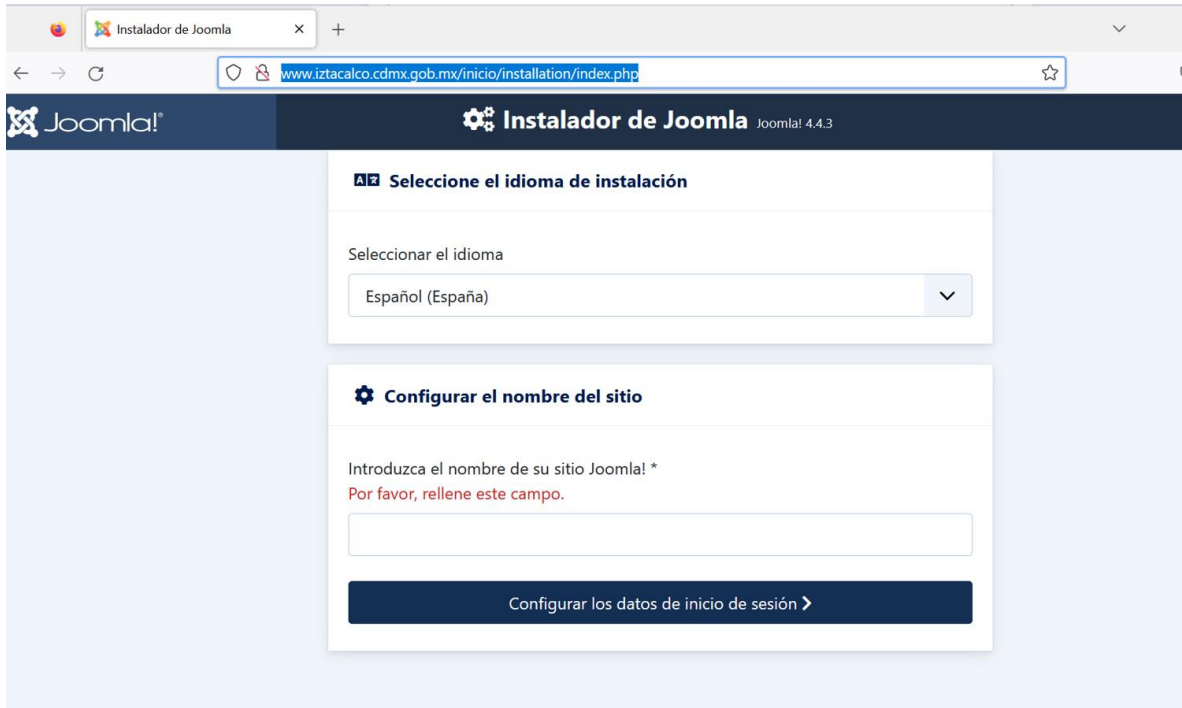 Instalador de Joomla
www.iztacalco.cdmx.gob.mx/inicio/installation/index.php
Joomla!®
Instalador de Joomla Joomla! 4.4.3
Seleccione el idioma de instalación
Seleccionar el idioma
Español (España)
Configurar el nombre del sitio
Introduzca el nombre de su sitio Joomla! *
Por favor, rellene este campo.
Configurar los datos de inicio de sesión